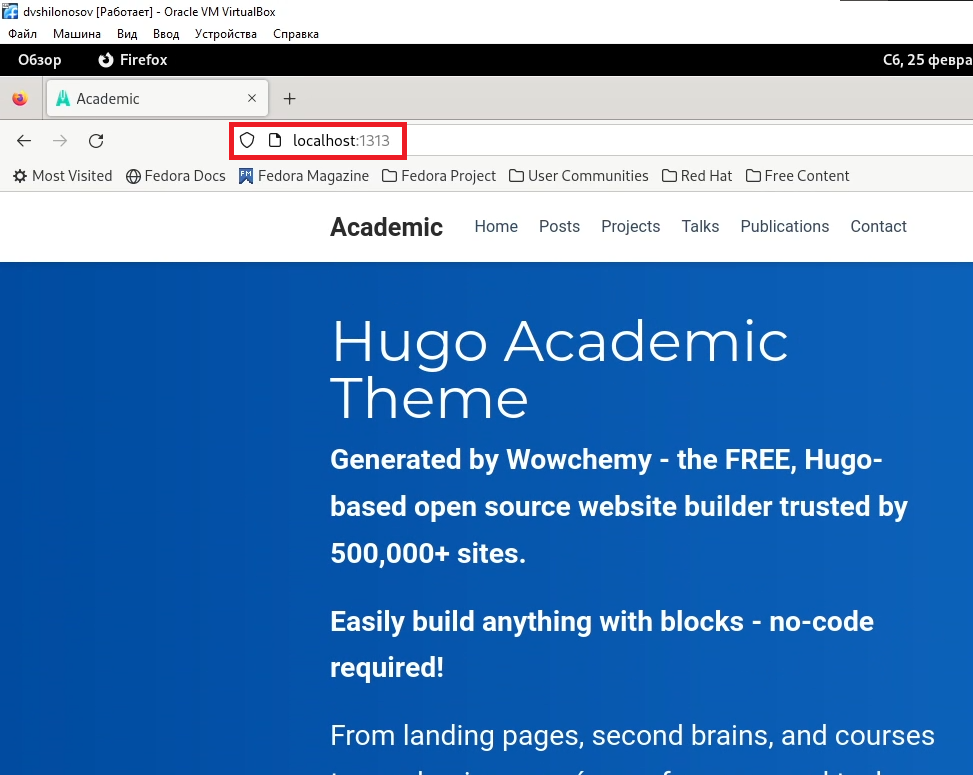 dvshilonosov [Работает] - Oracle VM VirtualBox
Файл Машина Вид Ввод Устройства Справка
Обзор Firefox Сб, 25 февра
Academic
localhost:1313
Most Visited Fedora Docs Fedora Magazine Fedora Project User Communities Red Hat Free Content
Academic Home Posts Projects Talks Publications Contact
Hugo Academic
Theme
Generated by Wowchemy - the FREE, Hugo-
based open source website builder trusted by
500,000+ sites.
Easily build anything with blocks - no-code
required!
From landing pages, second brains, and courses